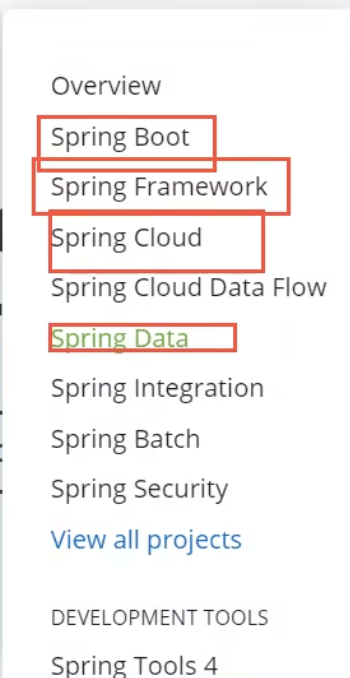 Overview
Spring Boot
Spring Framework
Spring Cloud
Spring Cloud Data Flow
Spring Data
Spring Integration
Spring Batch
Spring Security
View all projects
DEVELOPMENT TOOLS
Spring Tools 4